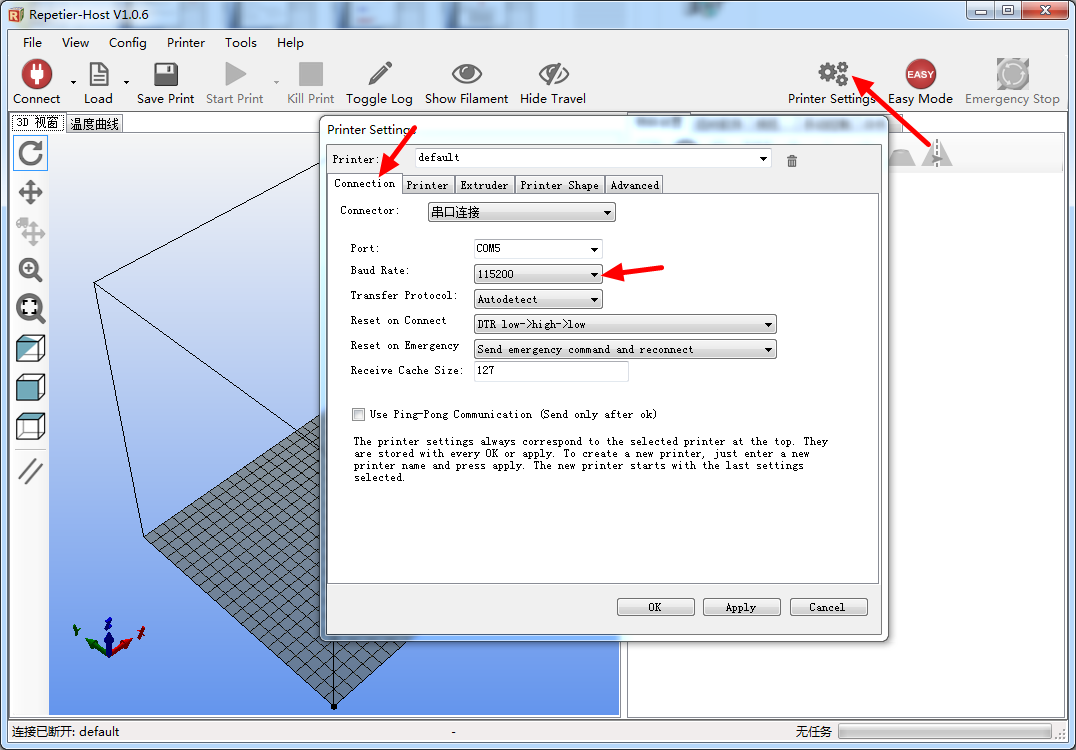 Repetier-Host V1.0.6
File View Config Printer Tools Help
Connect Load Save Print Start Print Kill Print Toggle Log Show Filament Hide Travel Printer Settings EASY Easy Mode Emergency Stop
3D 视窗 温度曲线
Printer Settings
Printer: default
Connection Printer Extruder Printer Shape Advanced
Connector: 串口连接
Port: COM5
Baud Rate: 115200
Transfer Protocol: Autodetect
Reset on Connect DTR low->high->low
Reset on Emergency Send emergency command and reconnect
Receive Cache Size: 127
Use Ping-Pong Communication (Send only after ok)
The printer settings always correspond to the selected printer at the top. They
are stored with every OK or apply. To create a new printer, just enter a new
printer name and press apply. The new printer starts with the last settings
selected.
OK Apply Cancel
Y Z X
连接已断开: default - 无任务